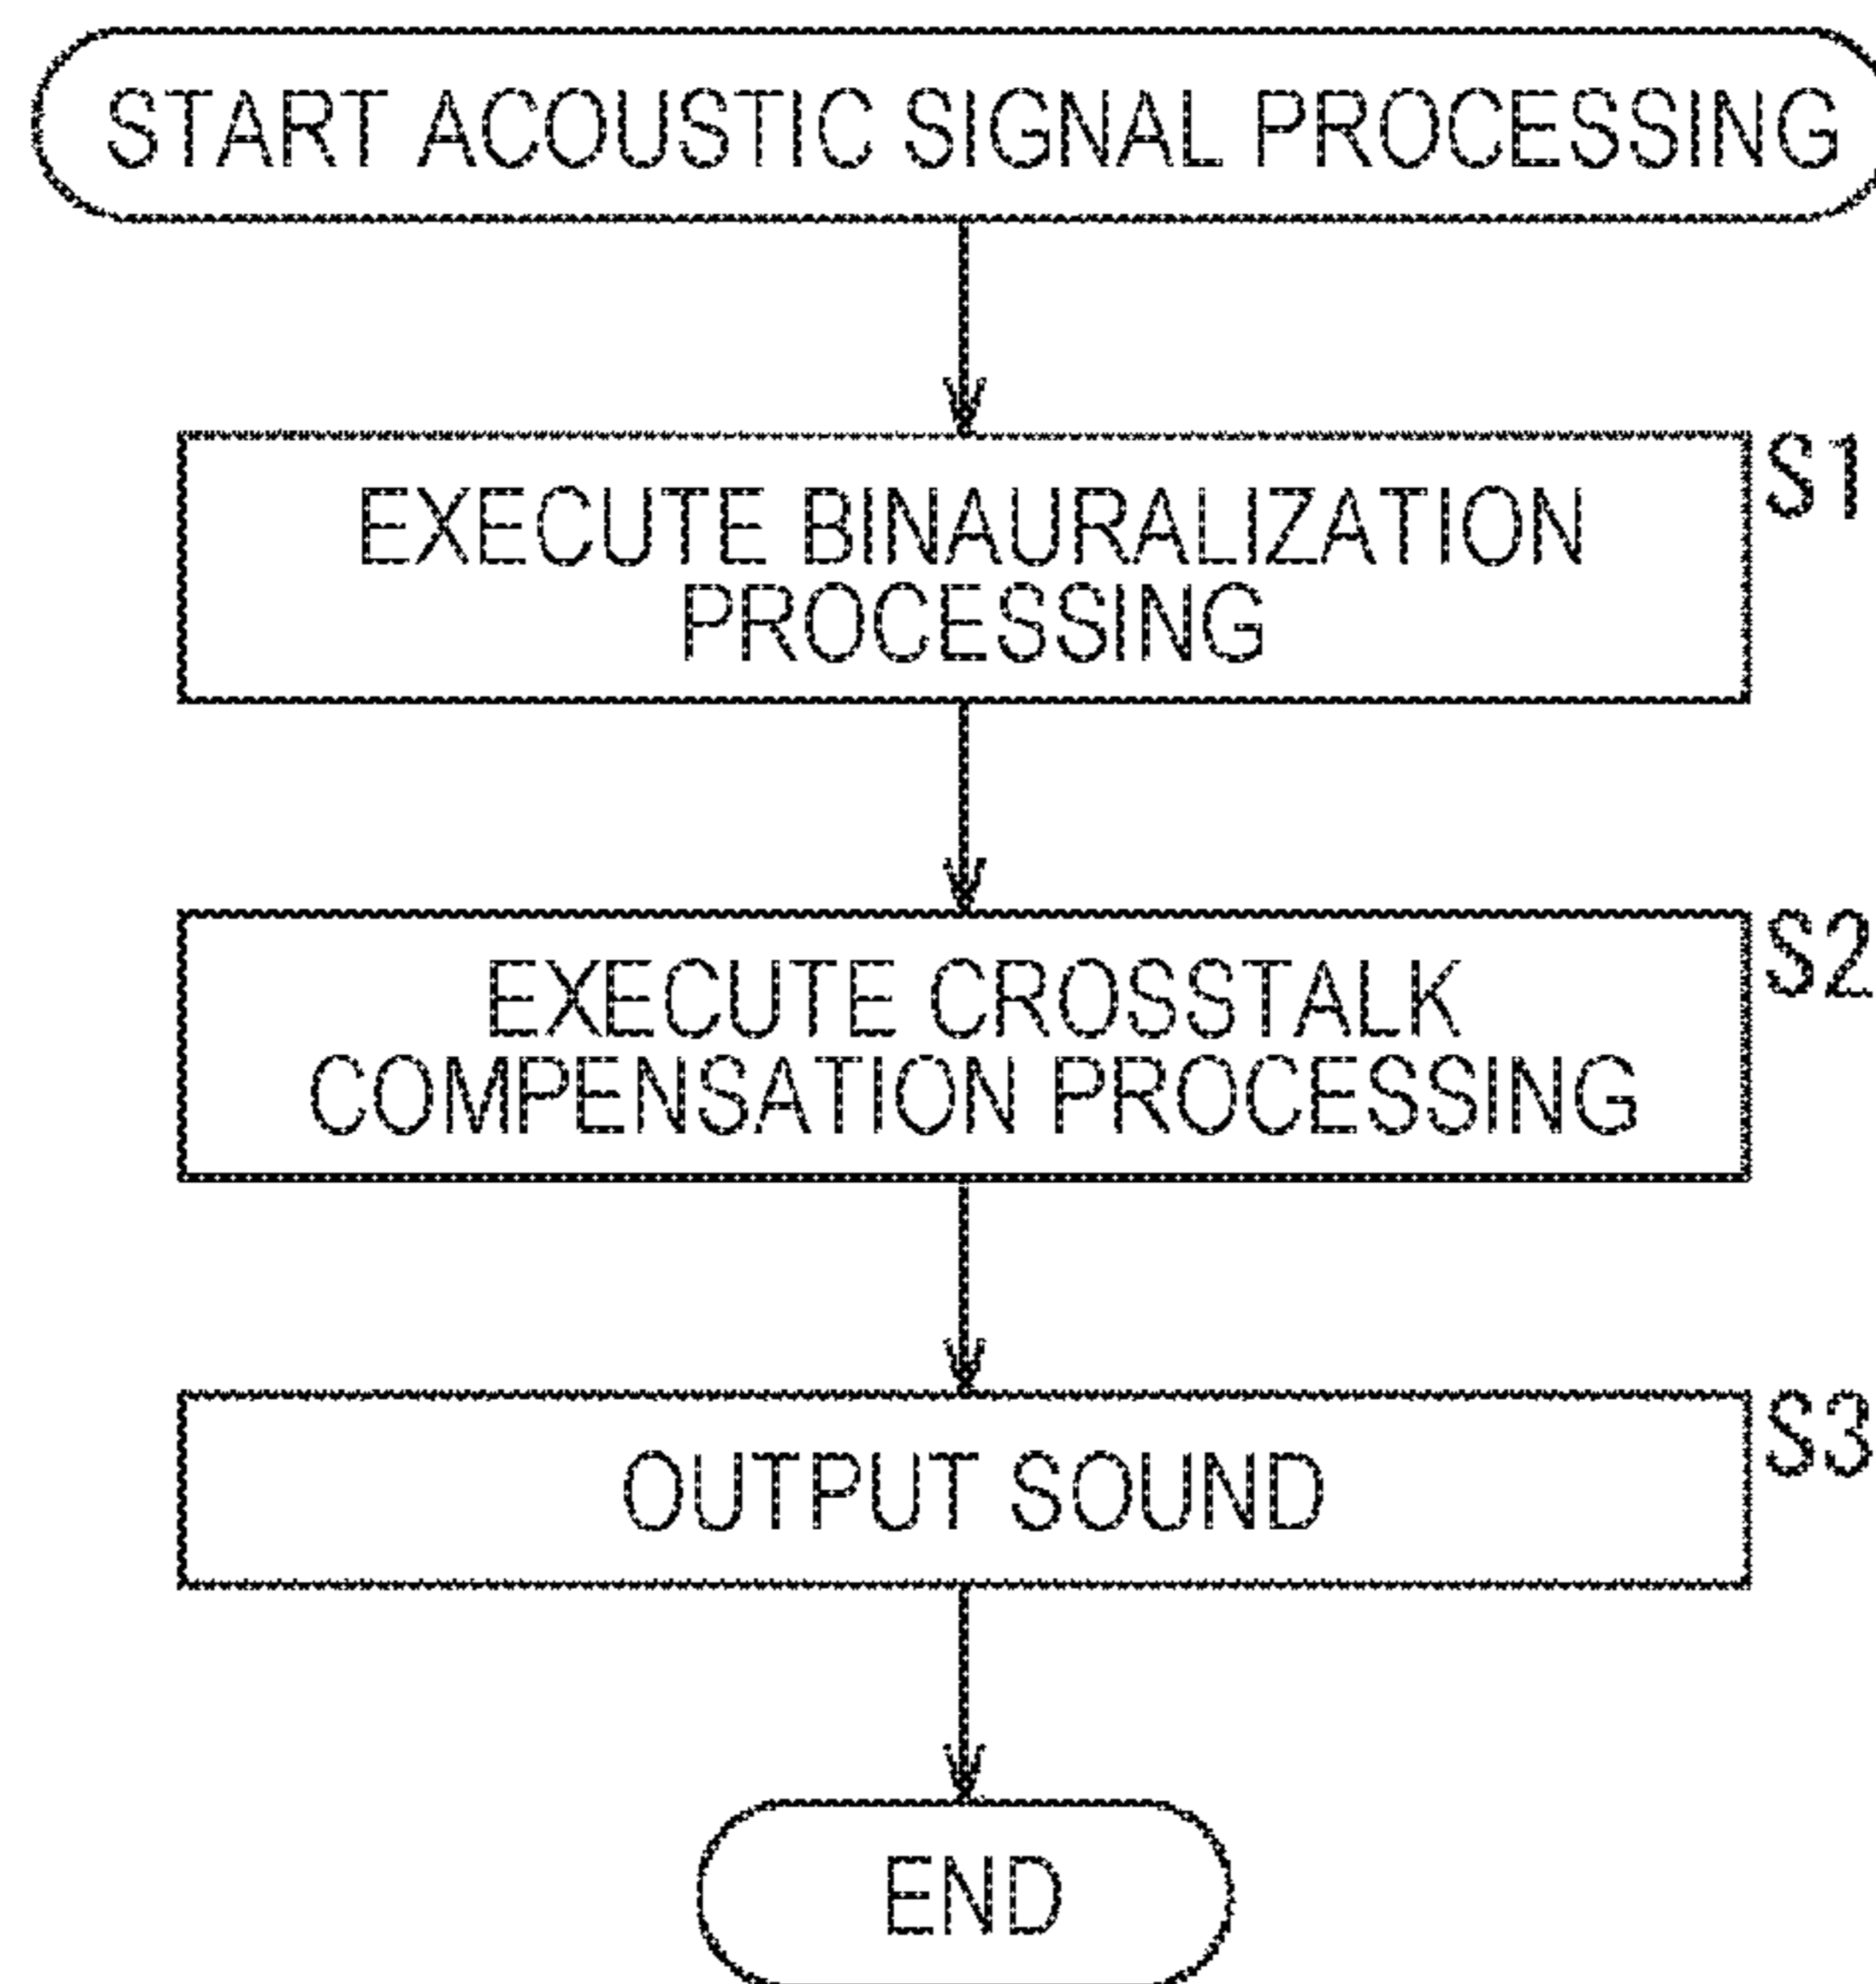 START ACOUSTIC SIGNAL PROCESSING
S1
EXECUTE BINAURALIZATION
PROCESSING
S2
EXECUTE CROSSTALK
COMPENSATION PROCESSING
S3
OUTPUT SOUND
END